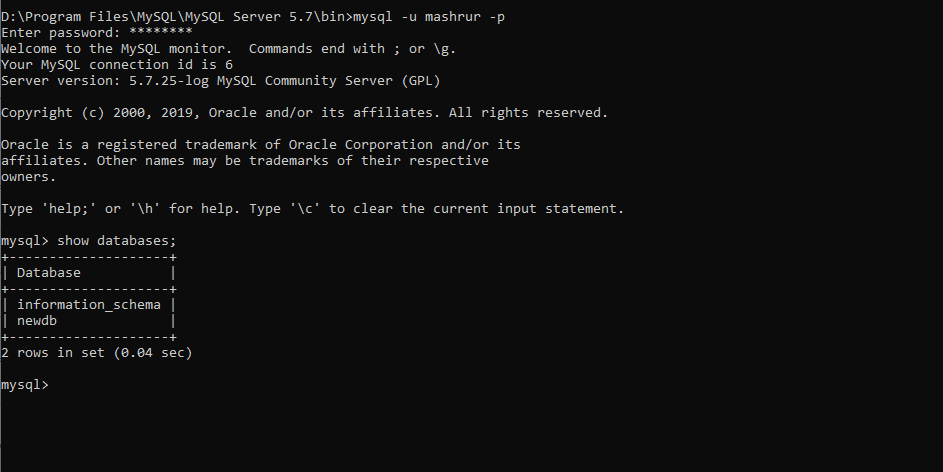 D:\Program Files\MySQL\MySQL Server 5.7\bin>mysql -u mashrur -p
Enter password: ********
Welcome to the MySQL monitor.  Commands end with ; or \g.
Your MySQL connection id is 6
Server version: 5.7.25-log MySQL Community Server (GPL)

Copyright (c) 2000, 2019, Oracle and/or its affiliates. All rights reserved.

Oracle is a registered trademark of Oracle Corporation and/or its
affiliates. Other names may be trademarks of their respective
owners.

Type 'help;' or '\h' for help. Type '\c' to clear the current input statement.

mysql> show databases;
+--------------------+
| Database           |
+--------------------+
| information_schema |
| newdb              |
+--------------------+
2 rows in set (0.04 sec)

mysql>